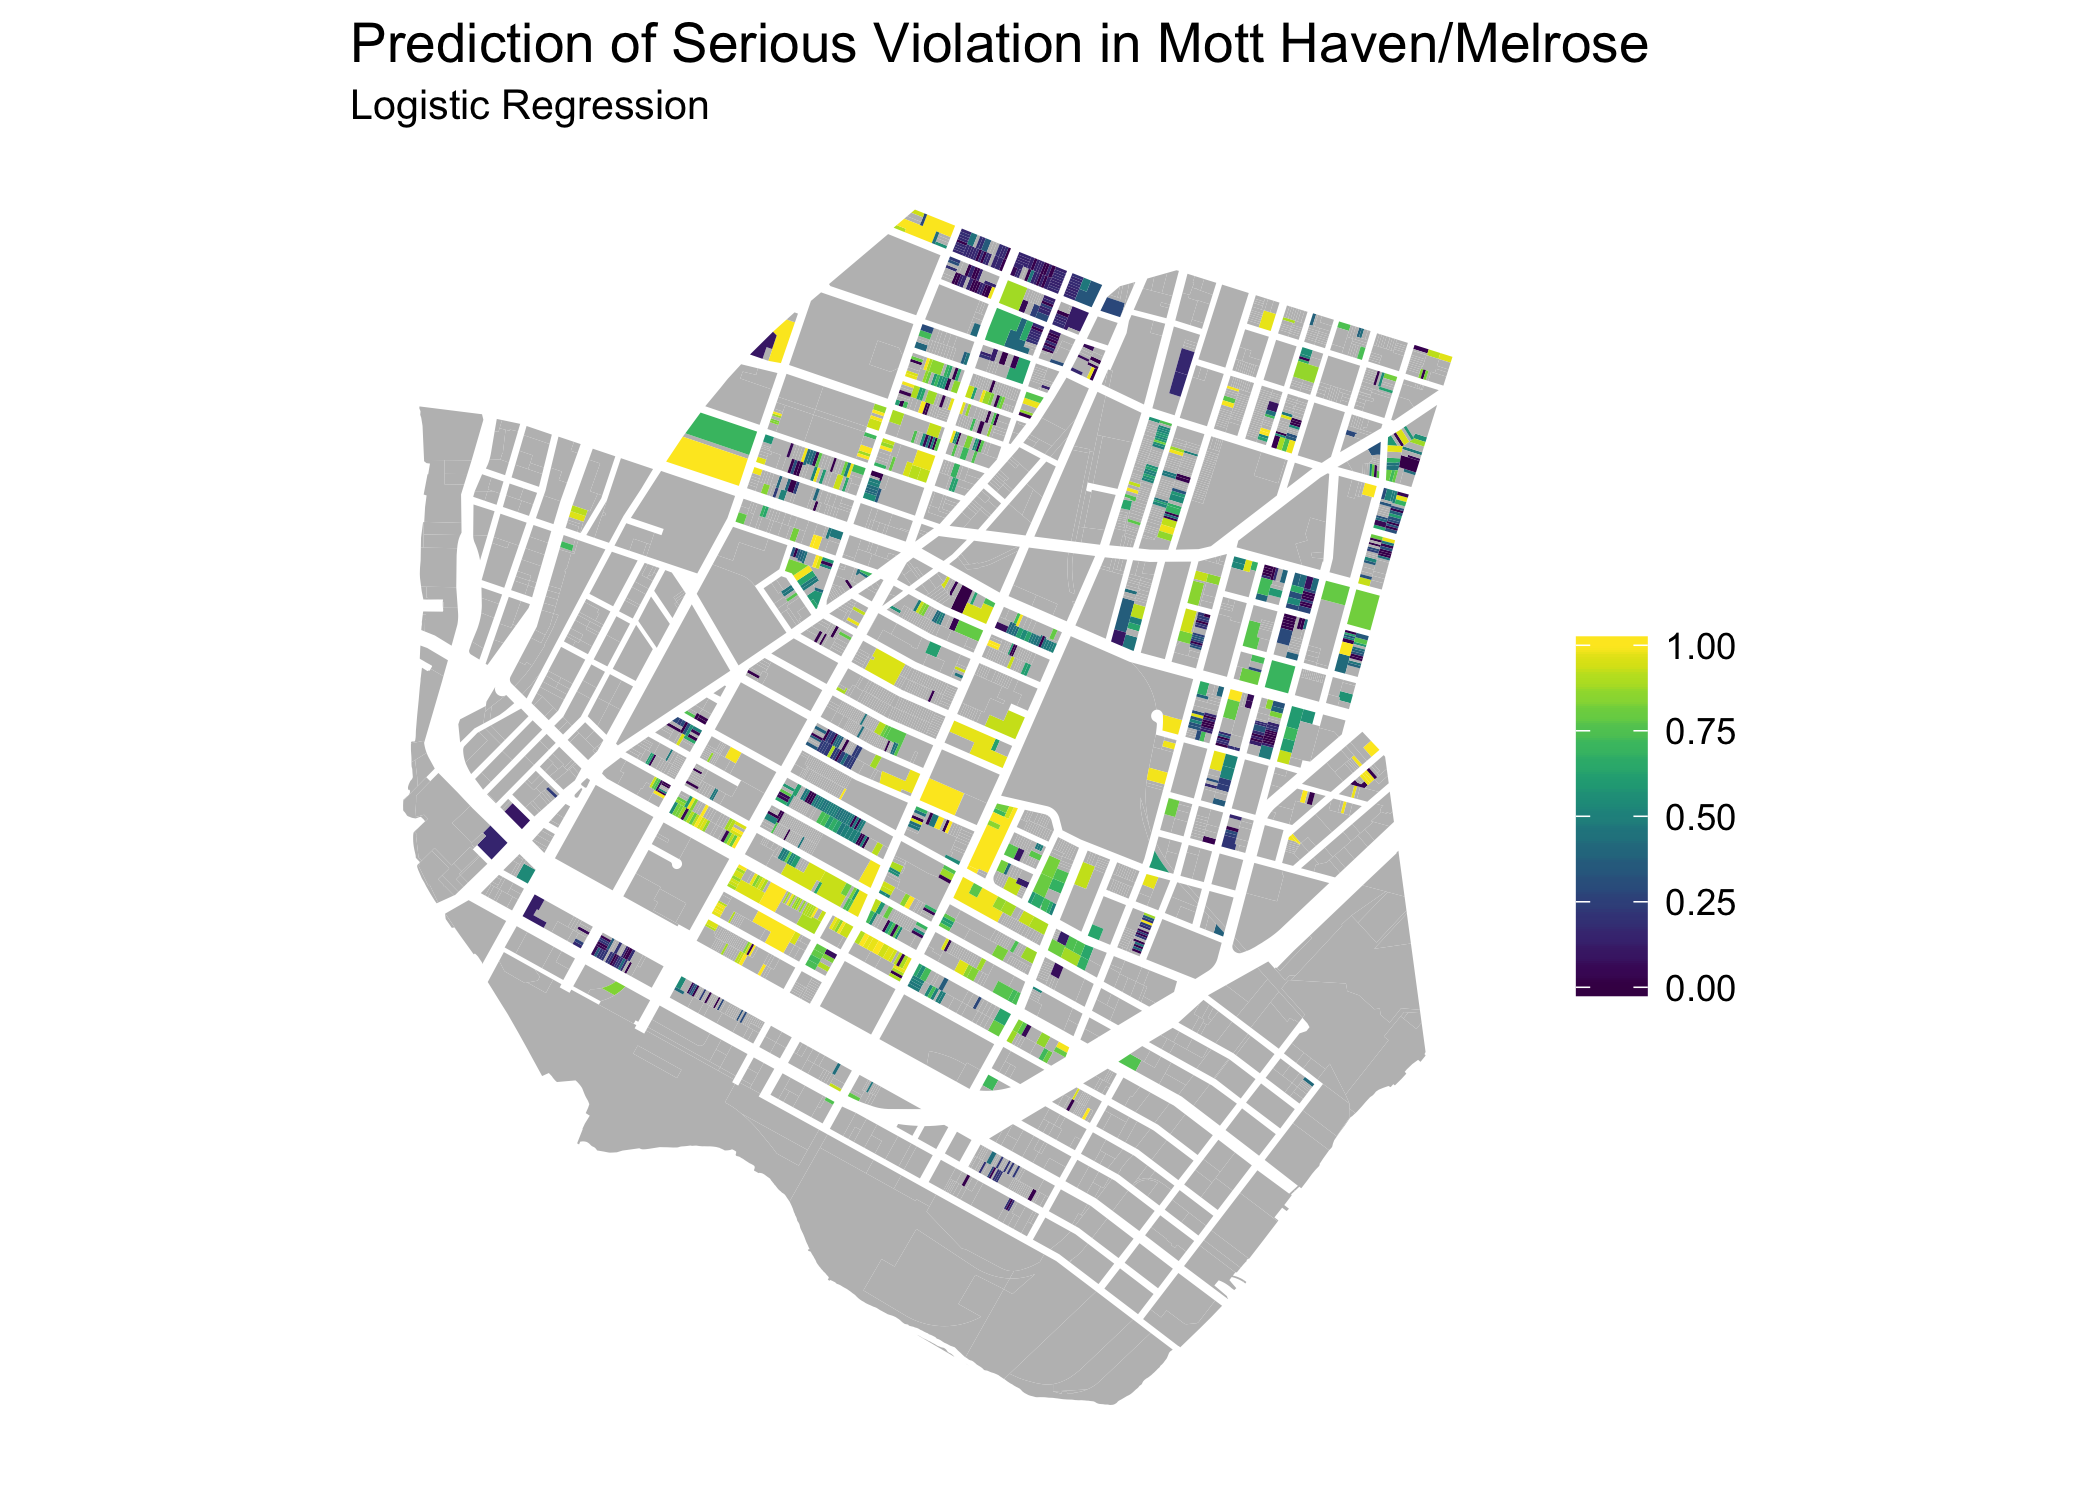 Prediction of Serious Violation in Mott Haven/Melrose
Logistic Regression
1.00
0.75
0.50
0.25
0.00